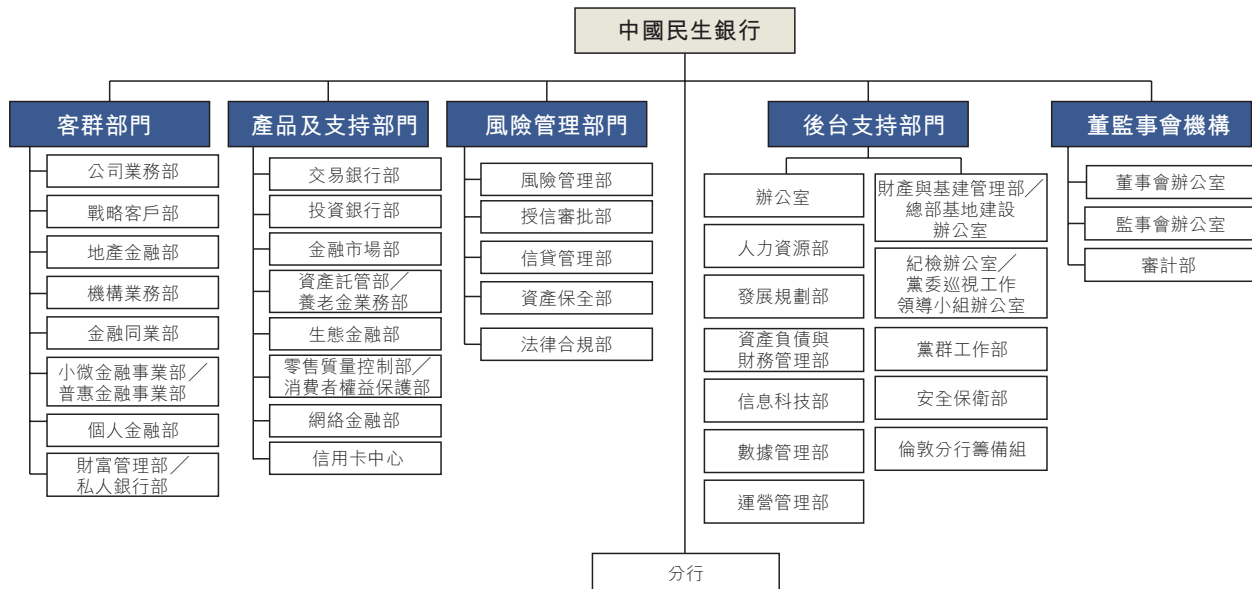 中國民生銀行
客群部門
公司業務部
戰略客戶部
地產金融部
機構業務部
金融同業部
小微金融事業部／
普惠金融事業部
個人金融部
財富管理部／
私人銀行部
產品及支持部門
交易銀行部
投資銀行部
金融市場部
資產託管部／
養老金業務部
生態金融部
零售質量控制部／
消費者權益保護部
網絡金融部
信用卡中心
風險管理部門
風險管理部
授信審批部
信貸管理部
資產保全部
法律合規部
後台支持部門
辦公室
人力資源部
發展規劃部
資產負債與
財務管理部
信息科技部
數據管理部
運營管理部
財產與基建管理部／
總部基地建設
辦公室
紀檢辦公室／
黨委巡視工作
領導小組辦公室
黨群工作部
安全保衛部
倫敦分行籌備組
董監事會機構
董事會辦公室
監事會辦公室
審計部
分行